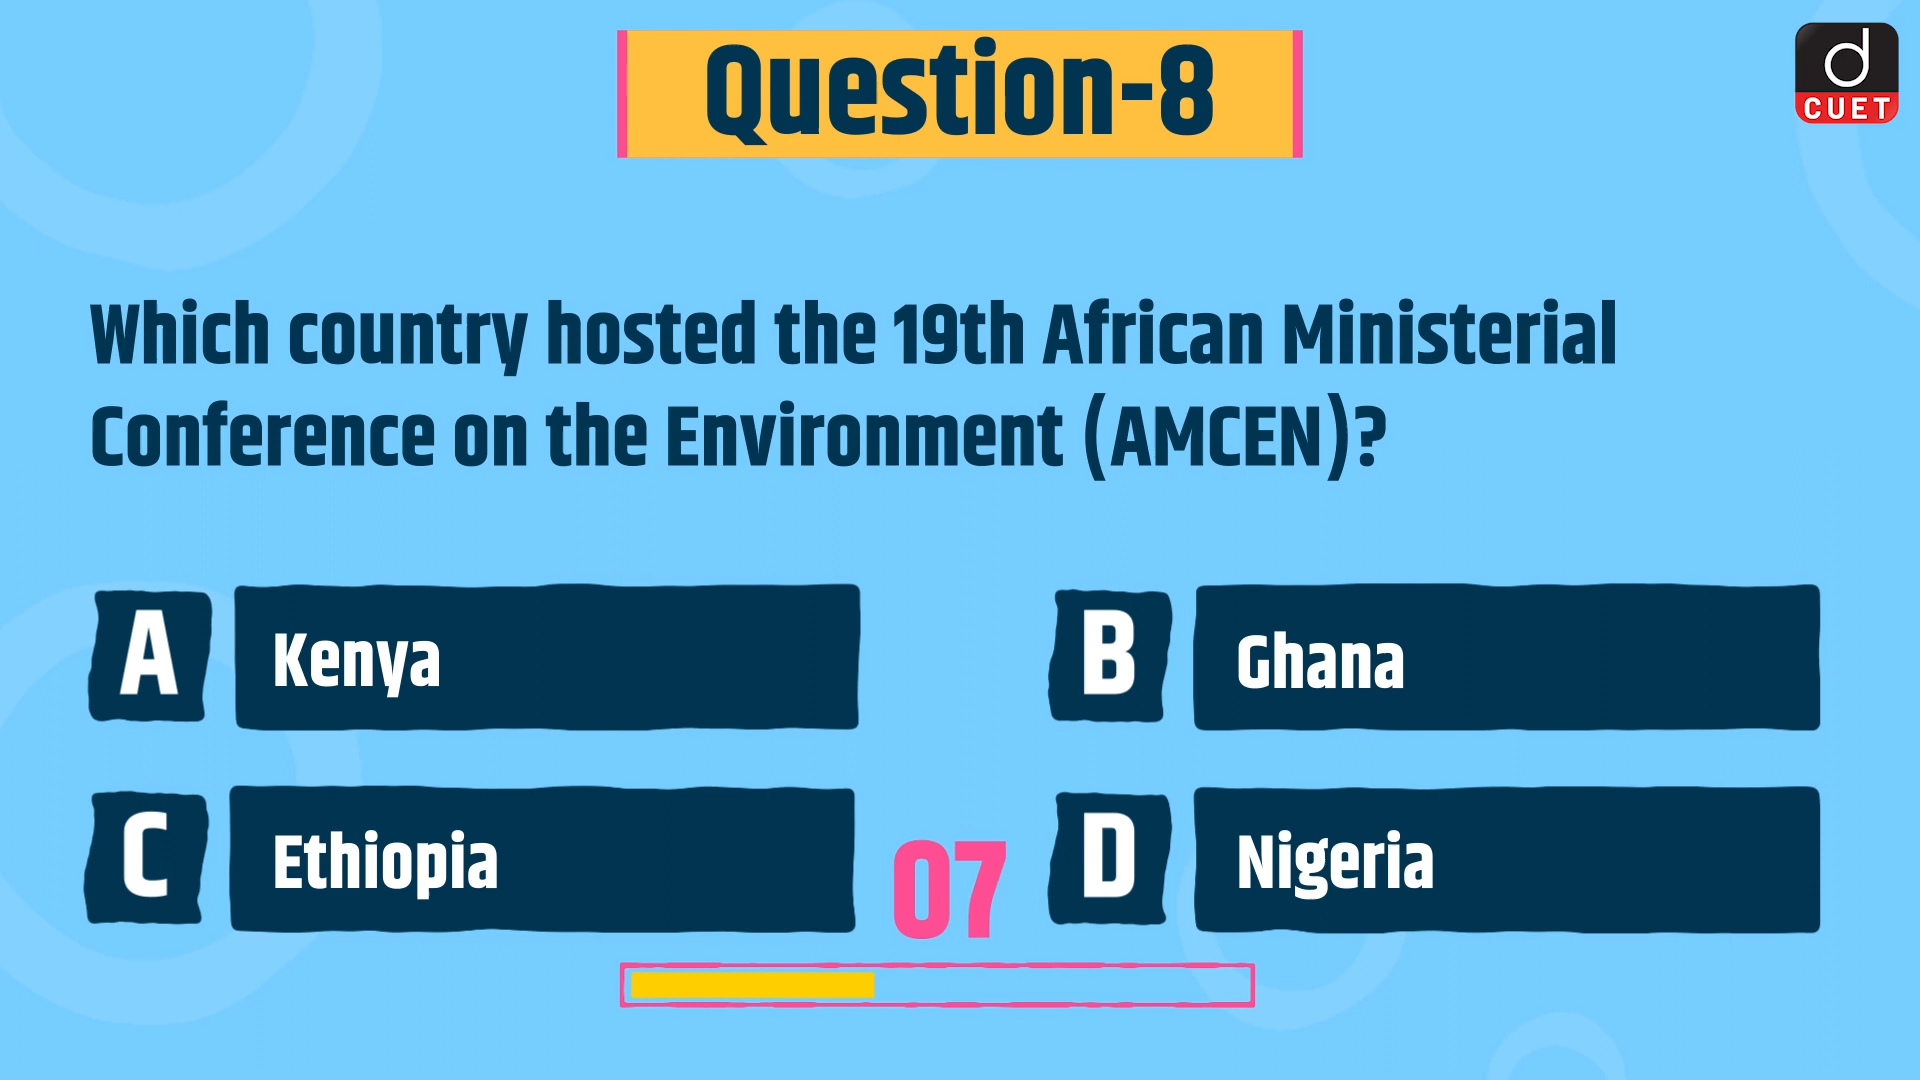 Question-8
d
CUET
Which country hosted the 19th African Ministerial
Conference on the Environment (AMCEN)?
A Kenya
B Ghana
C Ethiopia
D Nigeria
07